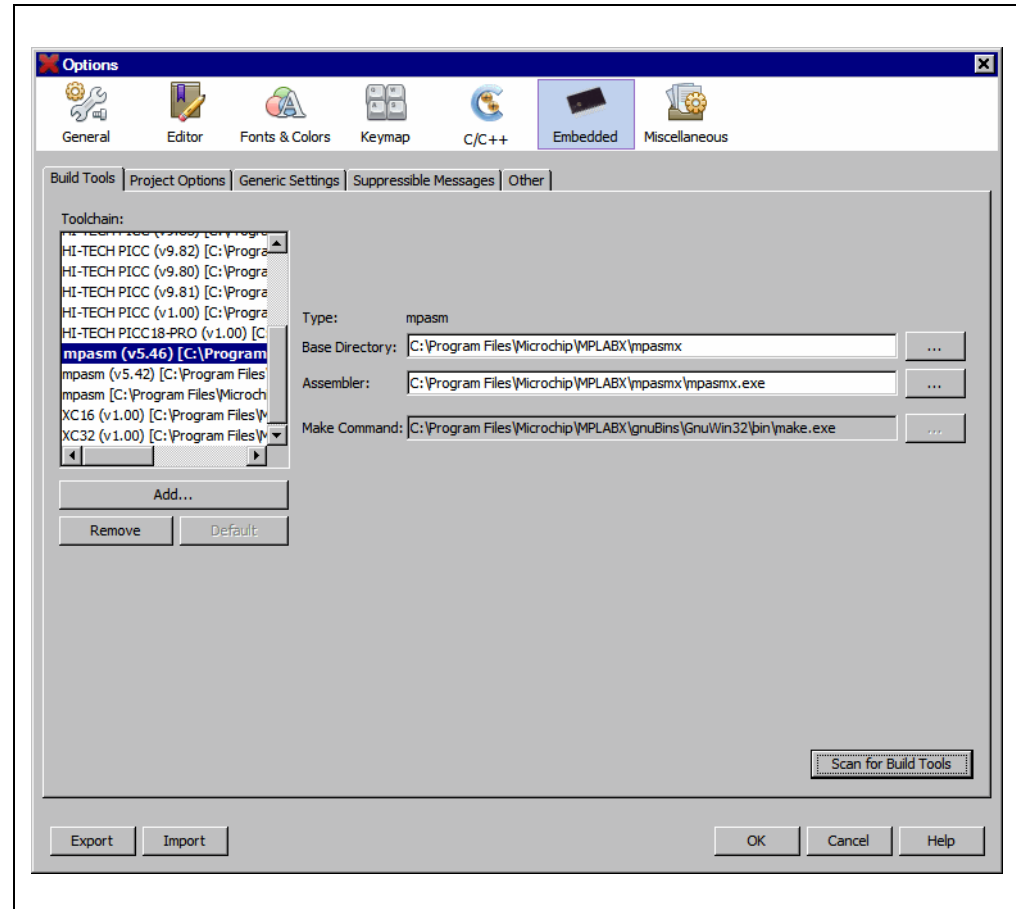 Options
General
Editor
Fonts & Colors
Keymap
C/C++
Embedded
Miscellaneous
Build Tools
Project Options
Generic Settings
Suppressible Messages
Other
Toolchain:
HI-TECH PICC (v9.82) [C:\Progra
HI-TECH PICC (v9.80) [C:\Progra
HI-TECH PICC (v9.81) [C:\Progra
HI-TECH PICC (v1.00) [C:\Progra
HI-TECH PICC18-PRO (v1.00) [C
mpasm (v5.46) [C:\Program
mpasm (v5.42) [C:\Program Files
mpasm [C:\Program Files\Microch
XC16 (v1.00) [C:\Program Files\M
XC32 (v1.00) [C:\Program Files\M
Add...
Remove
Default
Type: mpasm
Base Directory: C:\Program Files\Microchip\MPLABX\mpasmx ...
Assembler: C:\Program Files\Microchip\MPLABX\mpasmx\mpasmx.exe ...
Make Command: C:\Program Files\Microchip\MPLABX\gnuBins\GnuWin32\bin\make.exe ...
Scan for Build Tools
Export
Import
OK
Cancel
Help